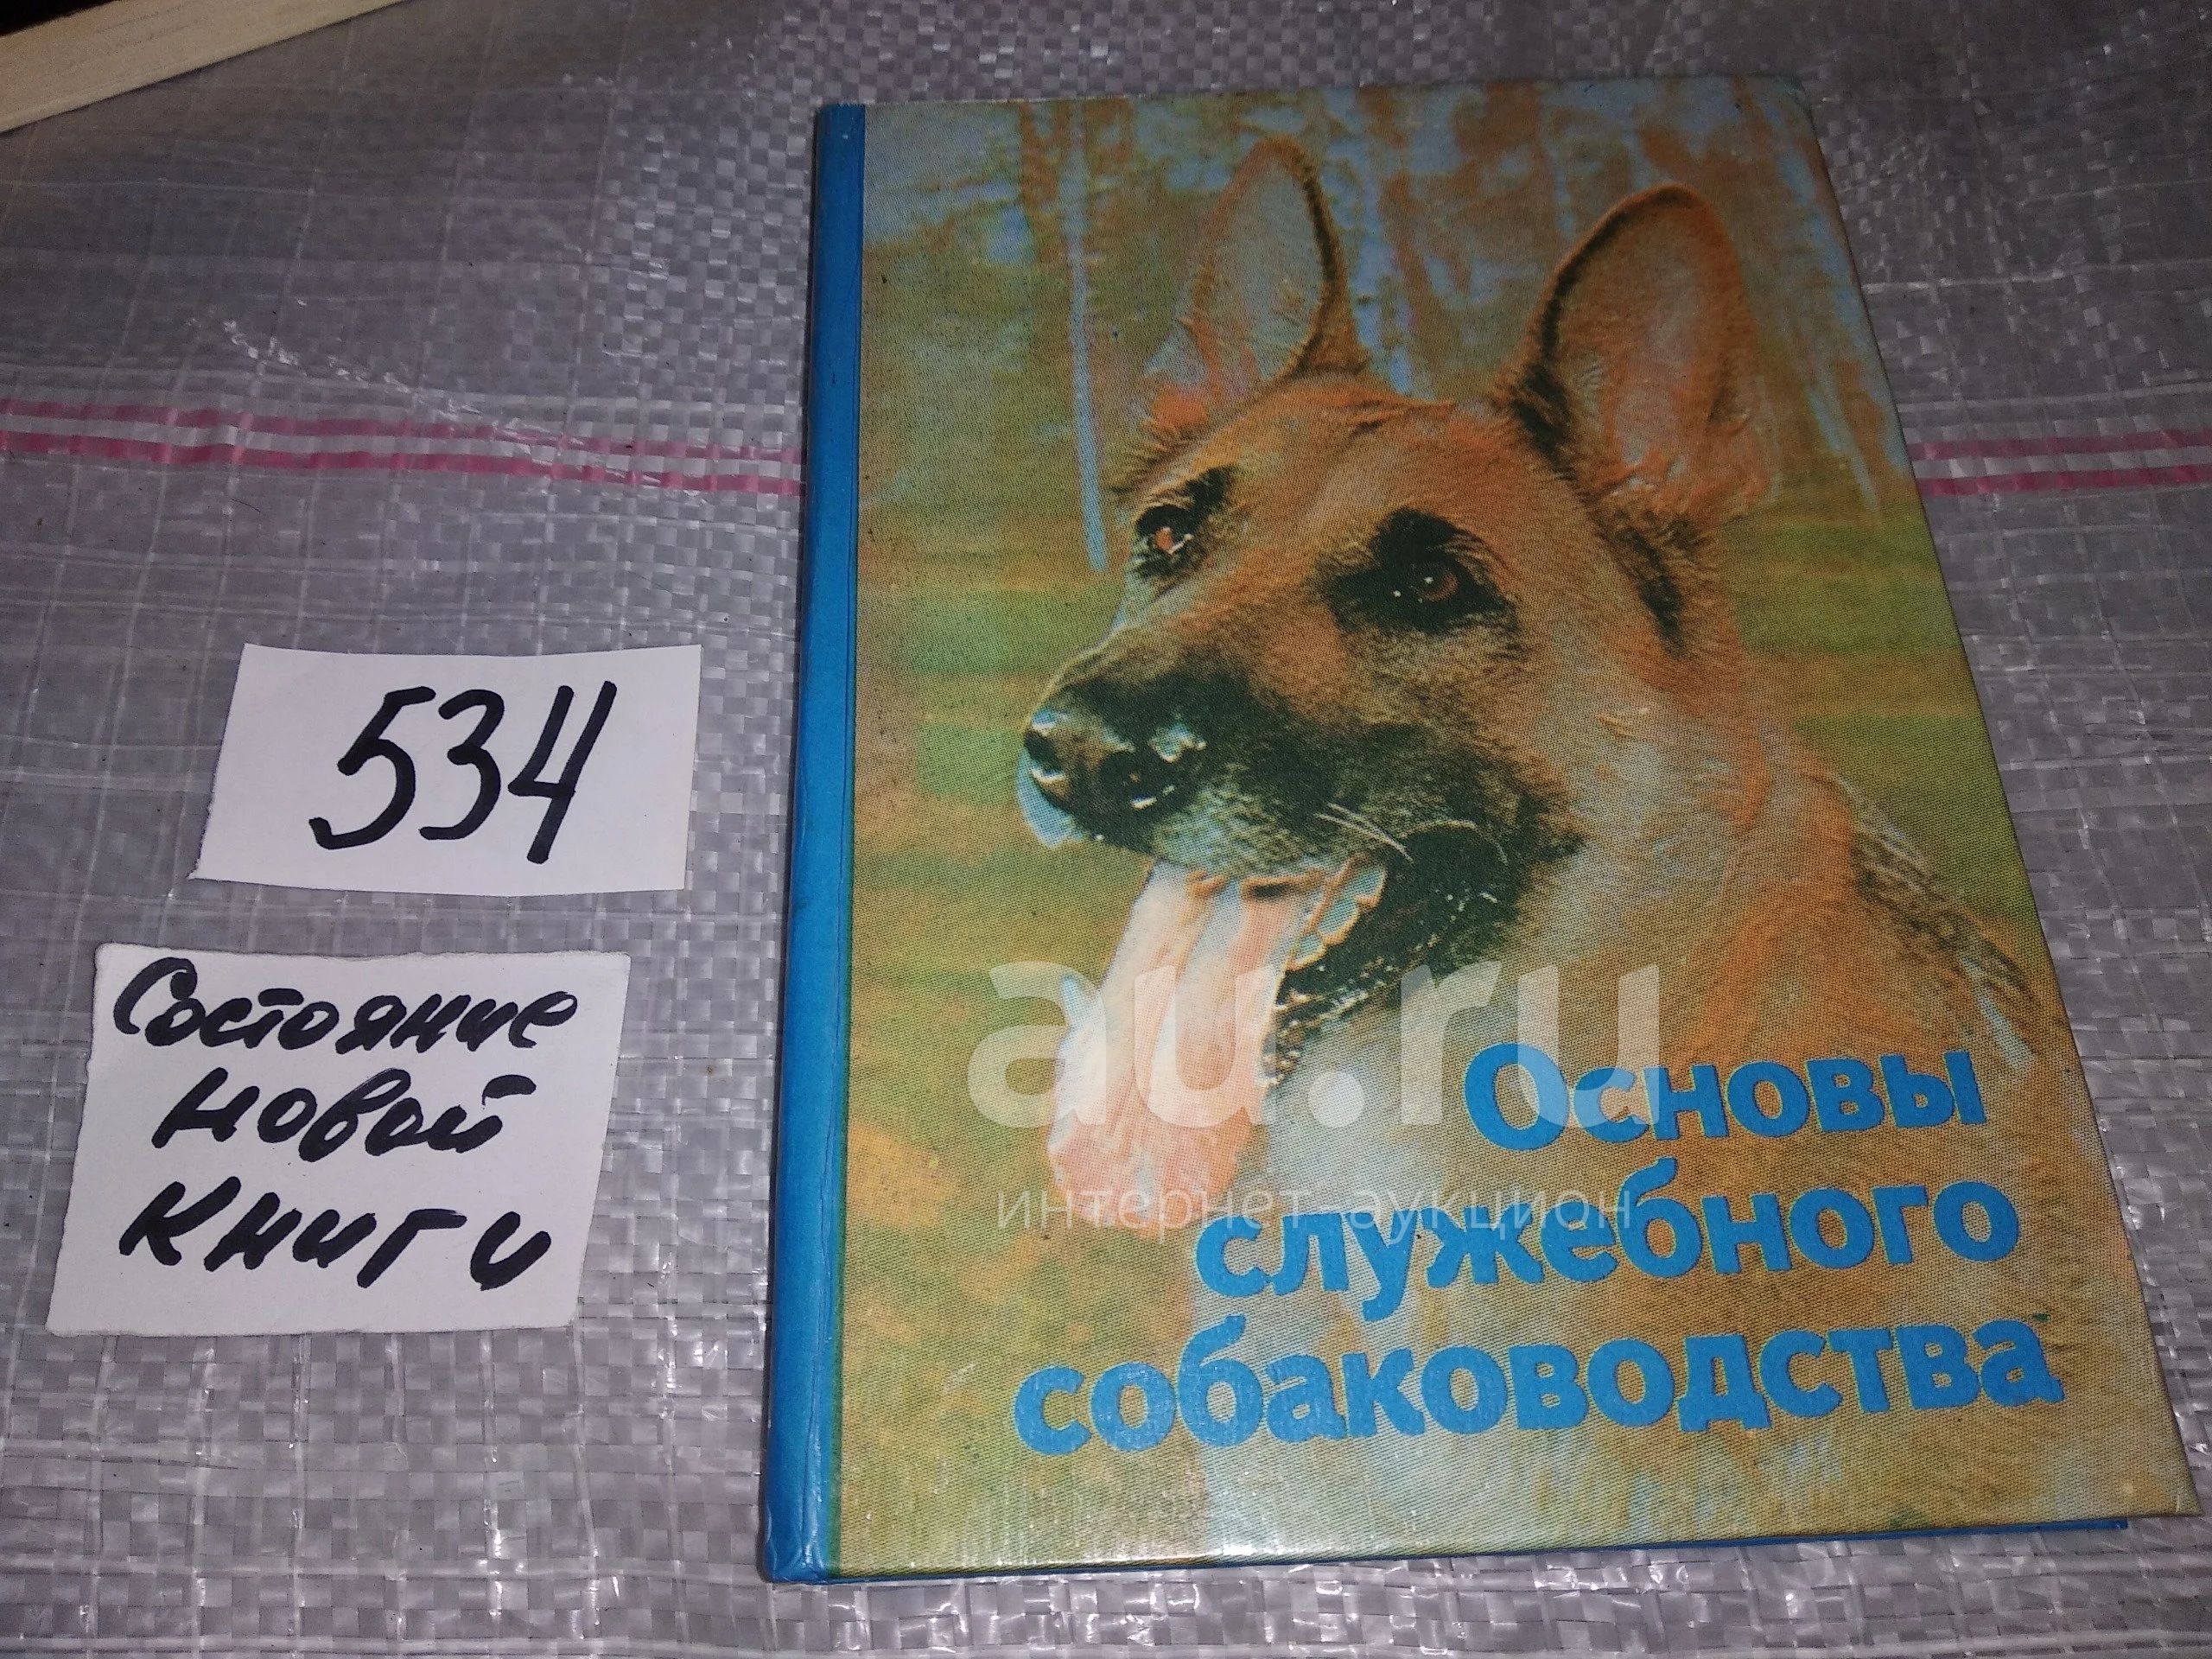 534
Состояние
новой
книги
au.ru
интернет аукцион
Основы
служебного
собаководства